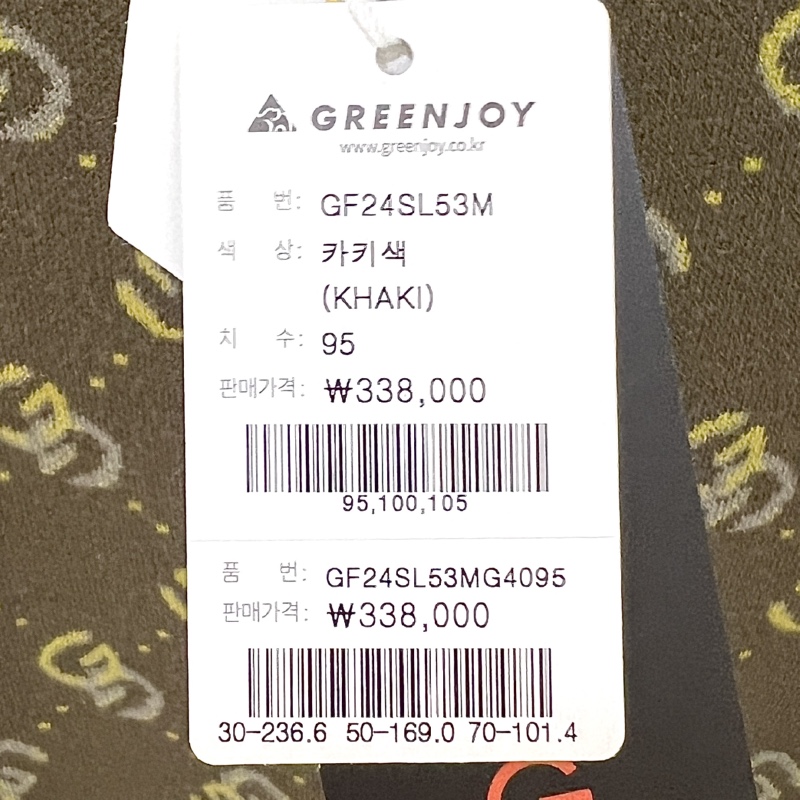 GREENJOY
www.greenjoy.co.kr
품 번: GF24SL53M
색 상: 카키색
(KHAKI)
치 수: 95
판매가격: ₩338,000
95,100,105
품 번: GF24SL53MG4095
판매가격: ₩338,000
30-236.6 50-169.0 70-101.4
G